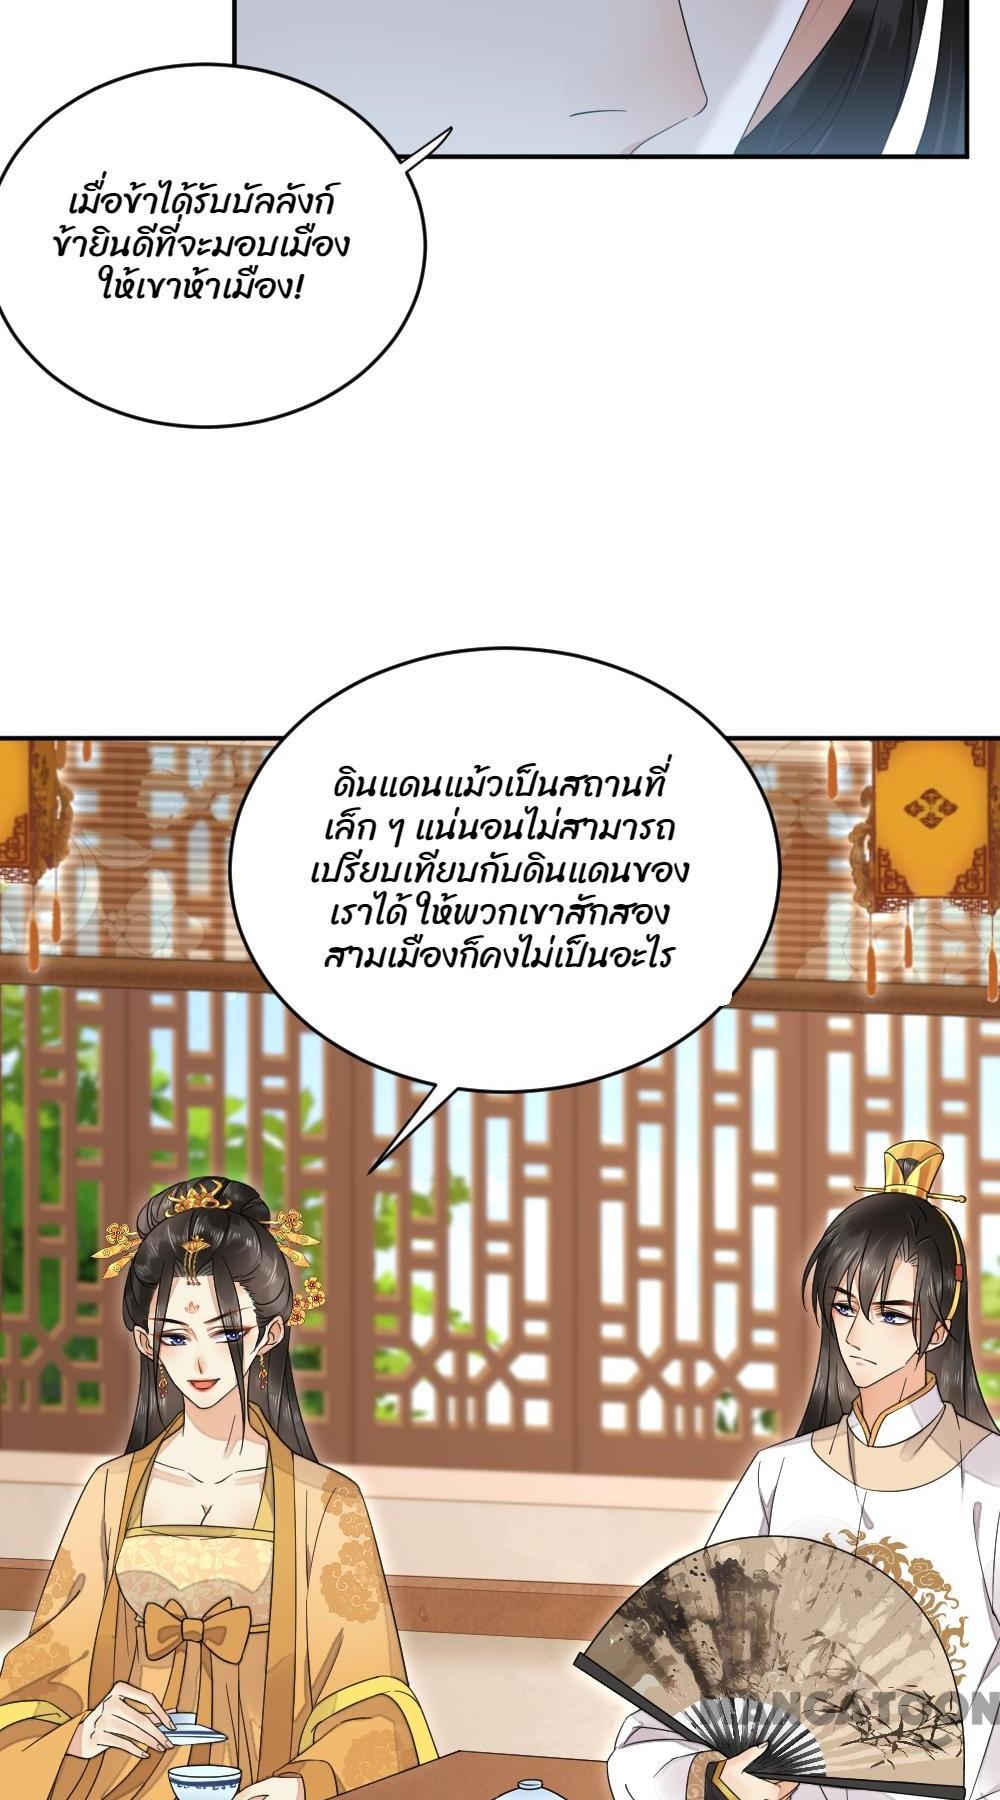 เมื่อข้าได้รับบัลลังก์
ข้ายินดีที่จะมอบเมือง
ให้เขาห้าเมือง!
ดินแดนแม้วเป็นสถานที่
เล็ก ๆ แน่นอนไม่สามารถ
เปรียบเทียบกับดินแดนของ
เราได้ ให้พวกเขาสักสอง
สามเมืองก็คงไม่เป็นอะไร
MANGATOON